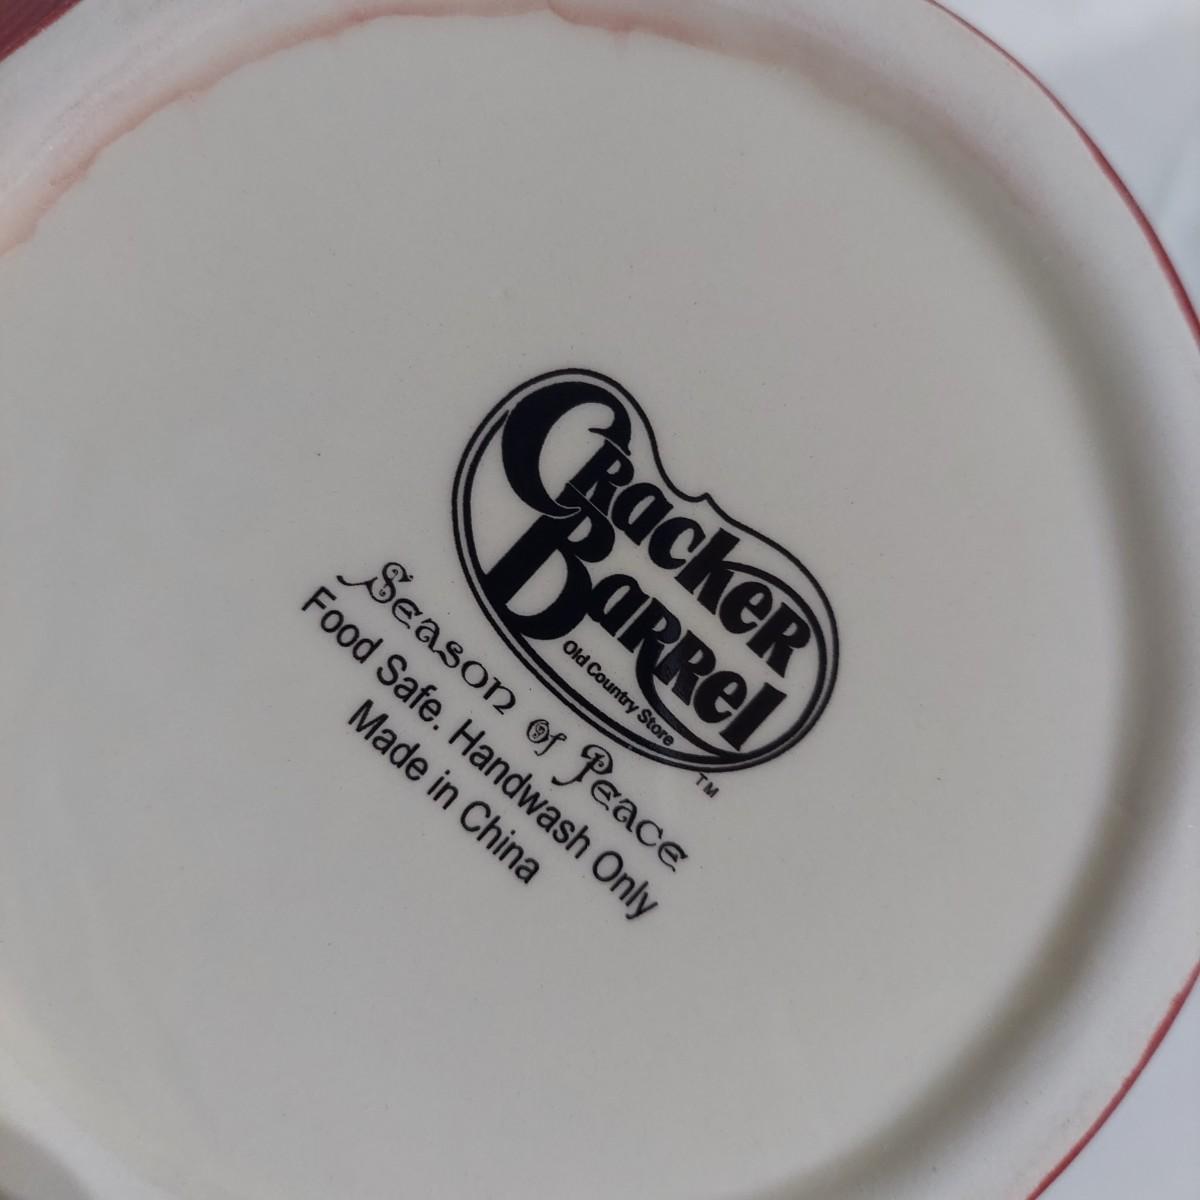 Cracker
Barrel
Old Country Store
TM
Season of Peace
Food Safe. Handwash Only
Made in China